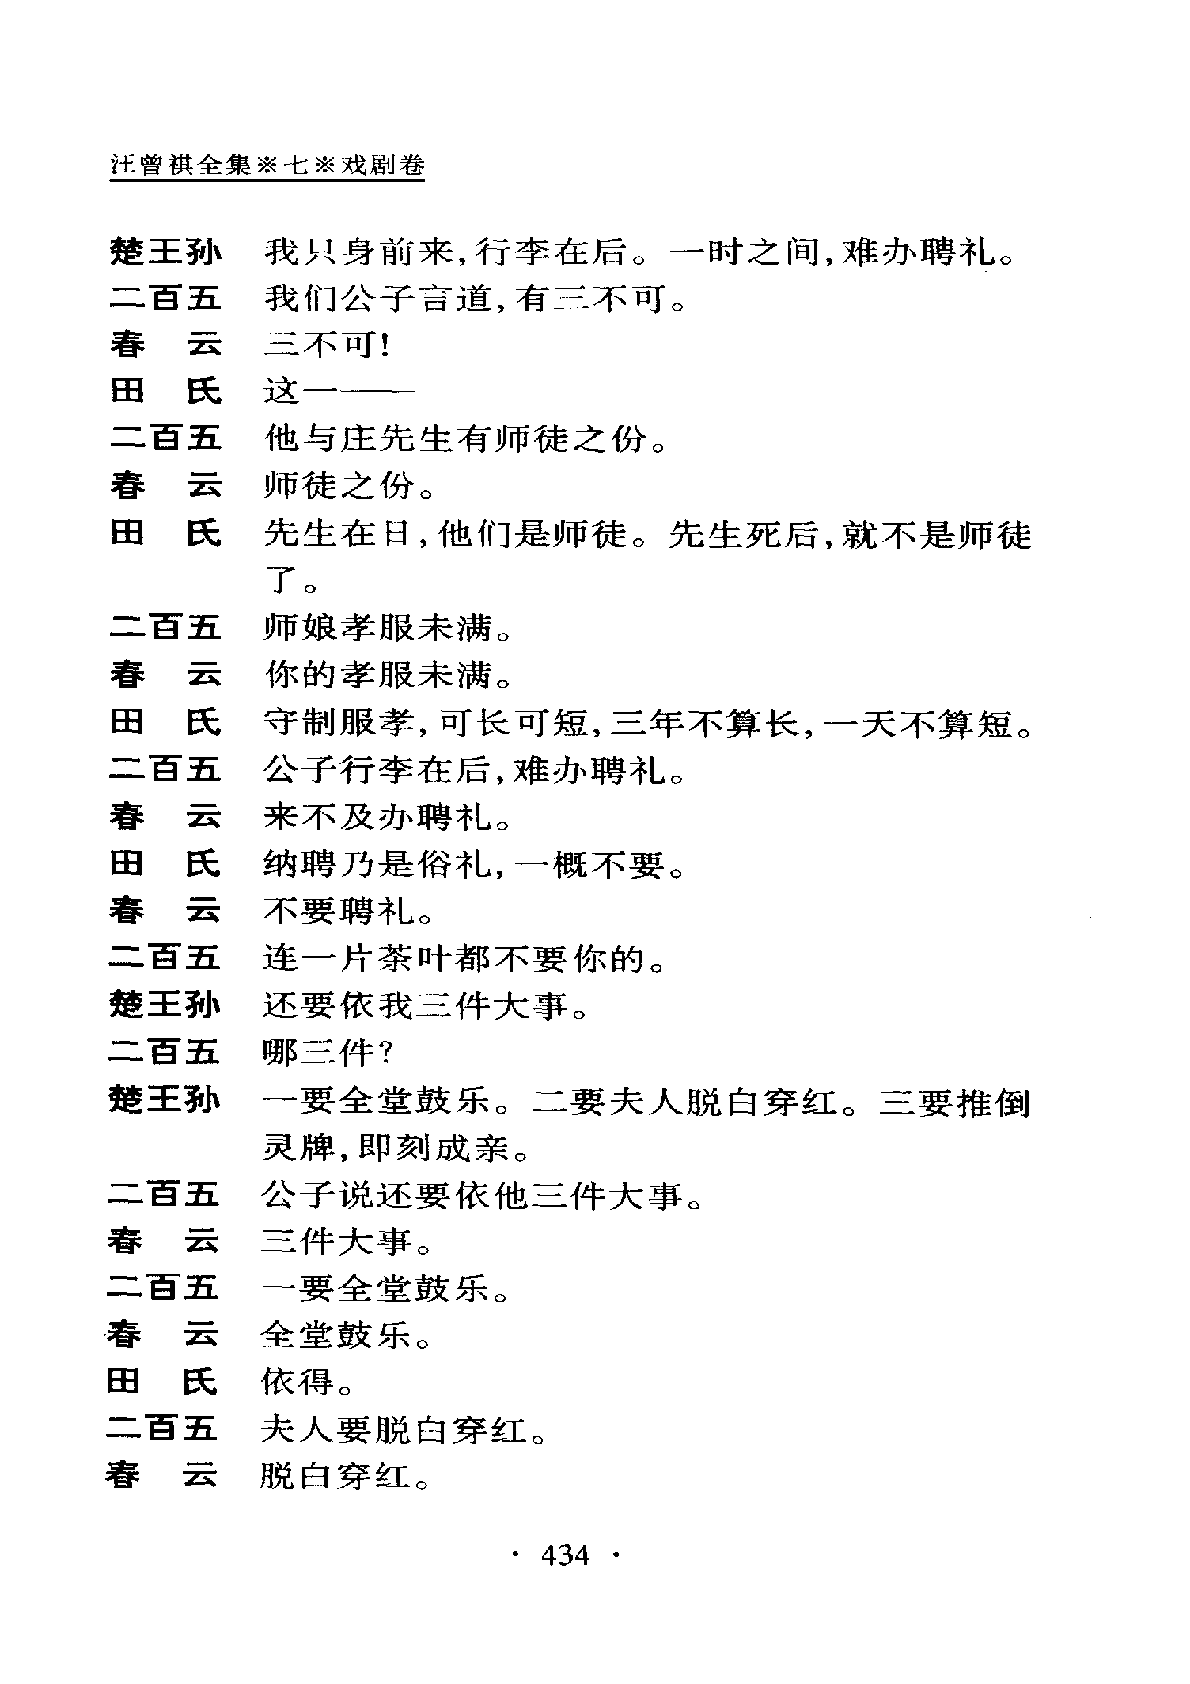 汪曾祺全集※七※戏剧卷
楚王孙 我只身前来,行李在后。一时之间,难办聘礼。
二百五 我们公子言道,有三不可。
春 云 三不可!
田 氏 这一——
二百五 他与庄先生有师徒之份。
春 云 师徒之份。
田 氏 先生在日,他们是师徒。先生死后,就不是师徒
了。
二百五 师娘孝服未满。
春 云 你的孝服未满。
田 氏 守制服孝,可长可短,三年不算长,一天不算短。
二百五 公子行李在后,难办聘礼。
春 云 来不及办聘礼。
田 氏 纳聘乃是俗礼,一概不要。
春 云 不要聘礼。
二百五 连一片茶叶都不要你的。
楚王孙 还要依我三件大事。
二百五 哪三件?
楚王孙 一要全堂鼓乐。二要夫人脱白穿红。三要推倒
灵牌,即刻成亲。
二百五 公子说还要依他三件大事。
春 云 三件大事。
二百五 一要全堂鼓乐。
春 云 全堂鼓乐。
田 氏 依得。
二百五 夫人要脱白穿红。
春 云 脱白穿红。
· 434 ·